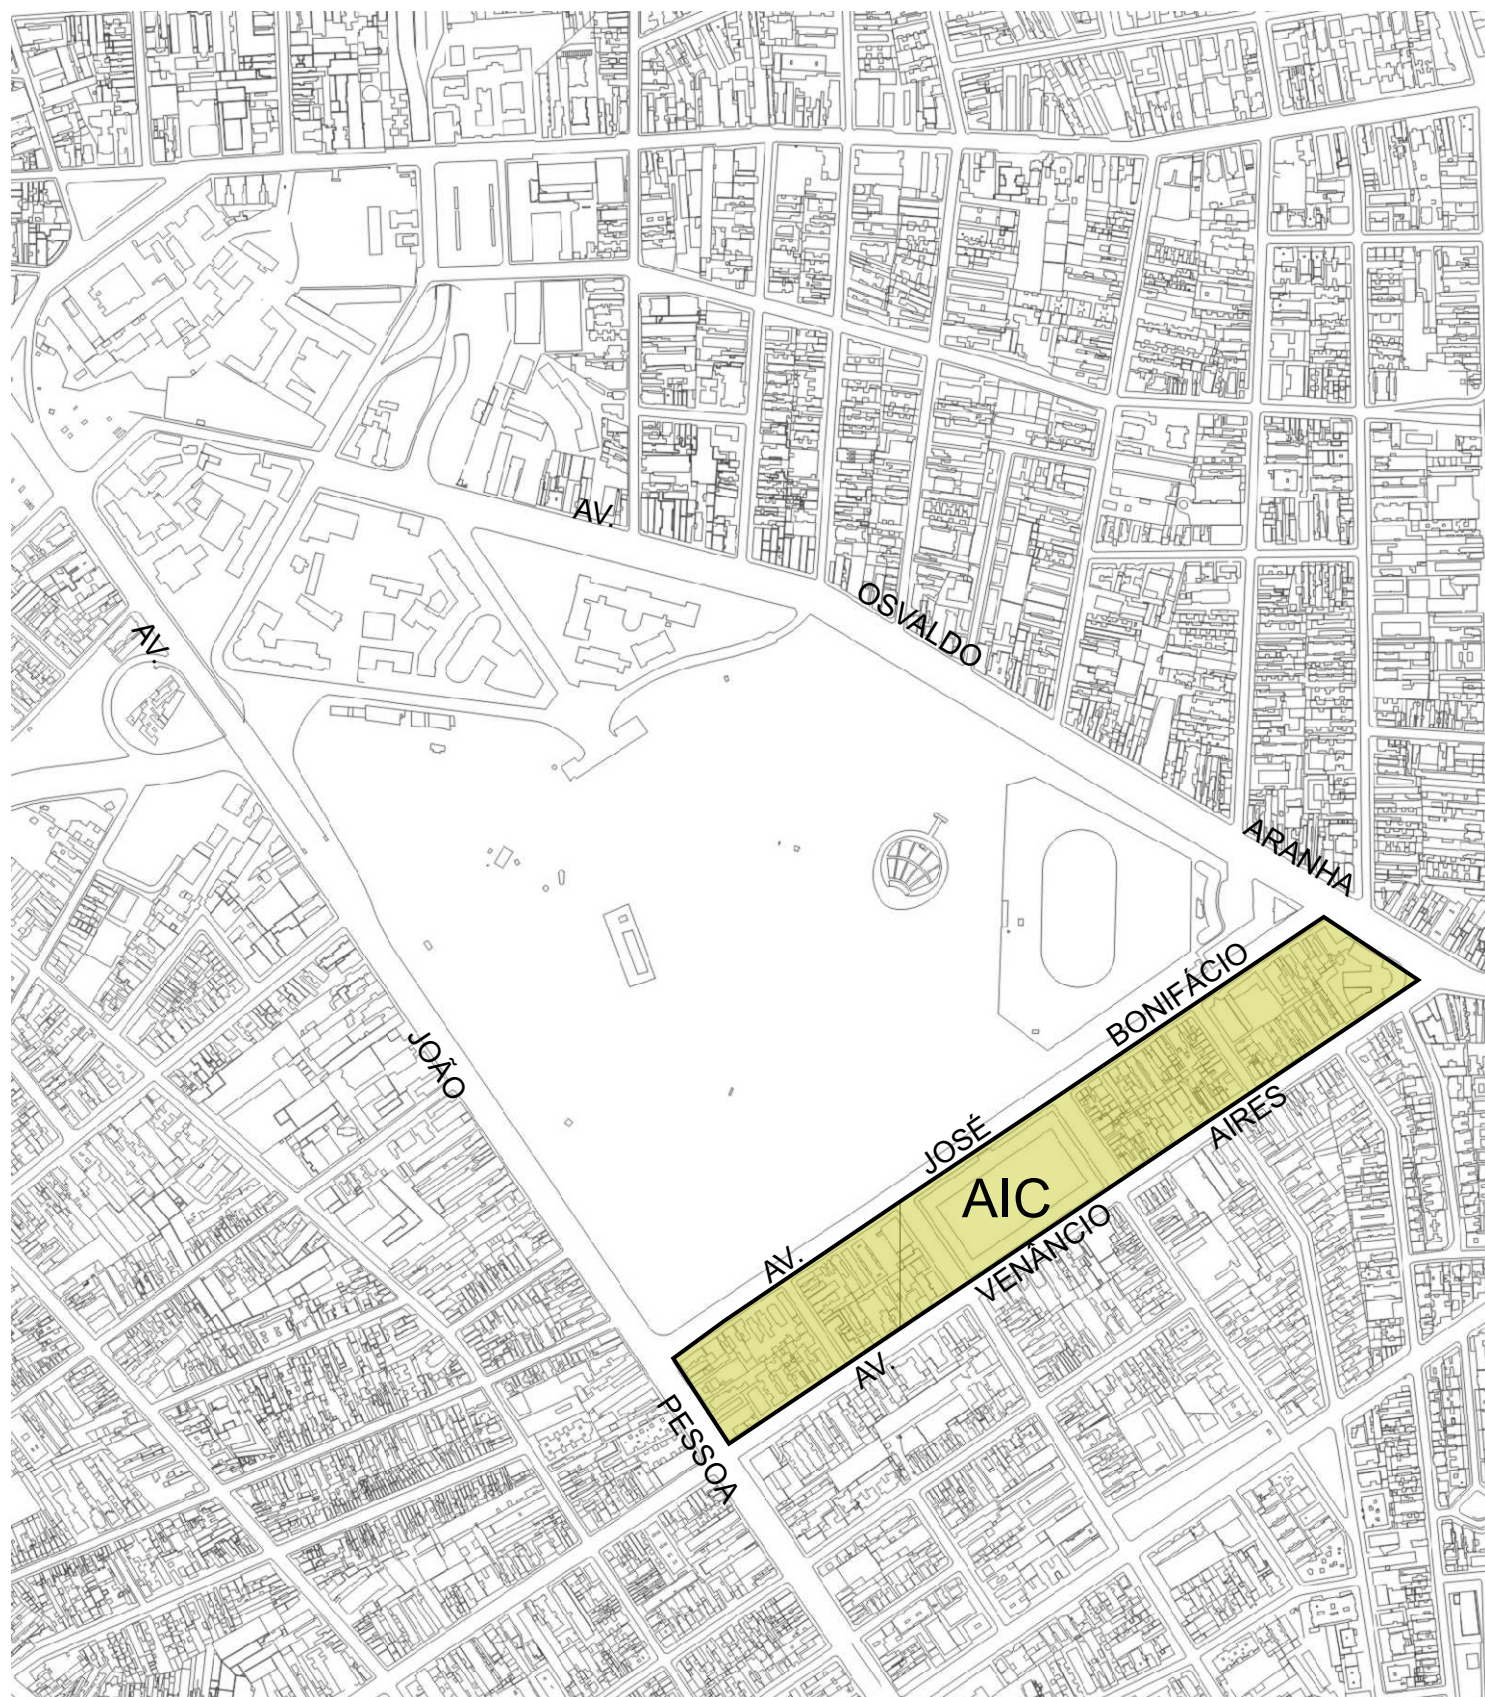 AV.
OSVALDO
ARANHA
AV.
JOÃO
PESSOA
AV.
JOSÉ
BONIFÁCIO
AIC
AV.
VENÂNCIO
AIRES